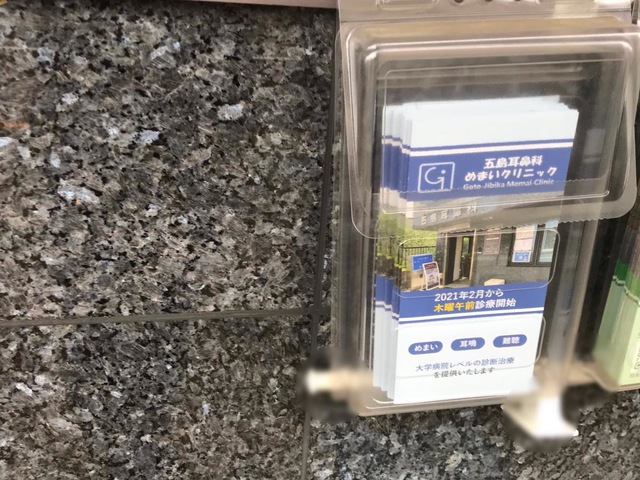 五島耳鼻科
めまいクリニック
Goto Jibika Memai Clinic
2021年2月から
木曜午前診療開始
めまい 耳鳴 難聴
大学病院レベルの診断治療
を提供いたします